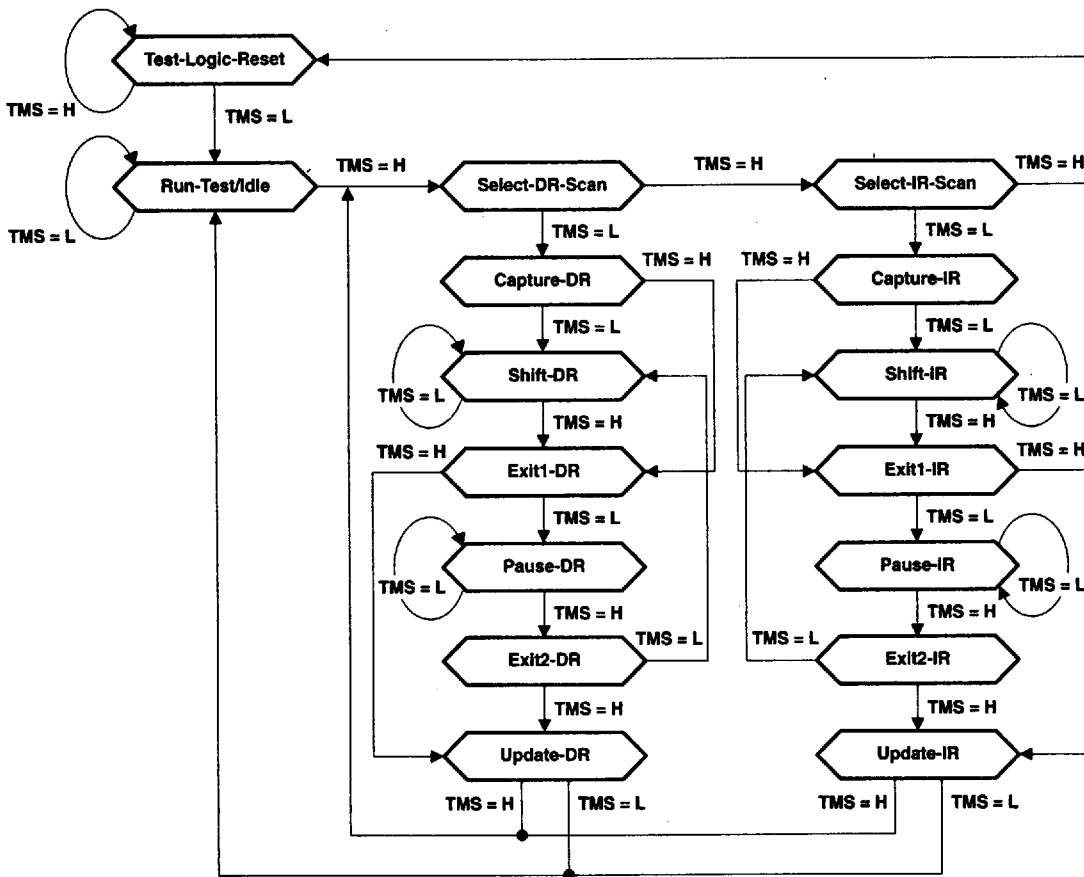 Test-Logic-Reset
TMS = H
TMS = L
Run-Test/Idle
TMS = H
Select-DR-Scan
TMS = H
Select-IR-Scan
TMS = H
TMS = L
TMS = L
TMS = L
TMS = H
TMS = H
Capture-DR
Capture-IR
TMS = L
TMS = L
Shift-DR
Shift-IR
TMS = L
TMS = L
TMS = H
TMS = H
TMS = H
TMS = H
Exit1-DR
Exit1-IR
TMS = L
TMS = L
Pause-DR
Pause-IR
TMS = L
TMS = L
TMS = H
TMS = H
TMS = L
TMS = L
Exit2-DR
Exit2-IR
TMS = H
TMS = H
Update-DR
Update-IR
TMS = H
TMS = L
TMS = H
TMS = L